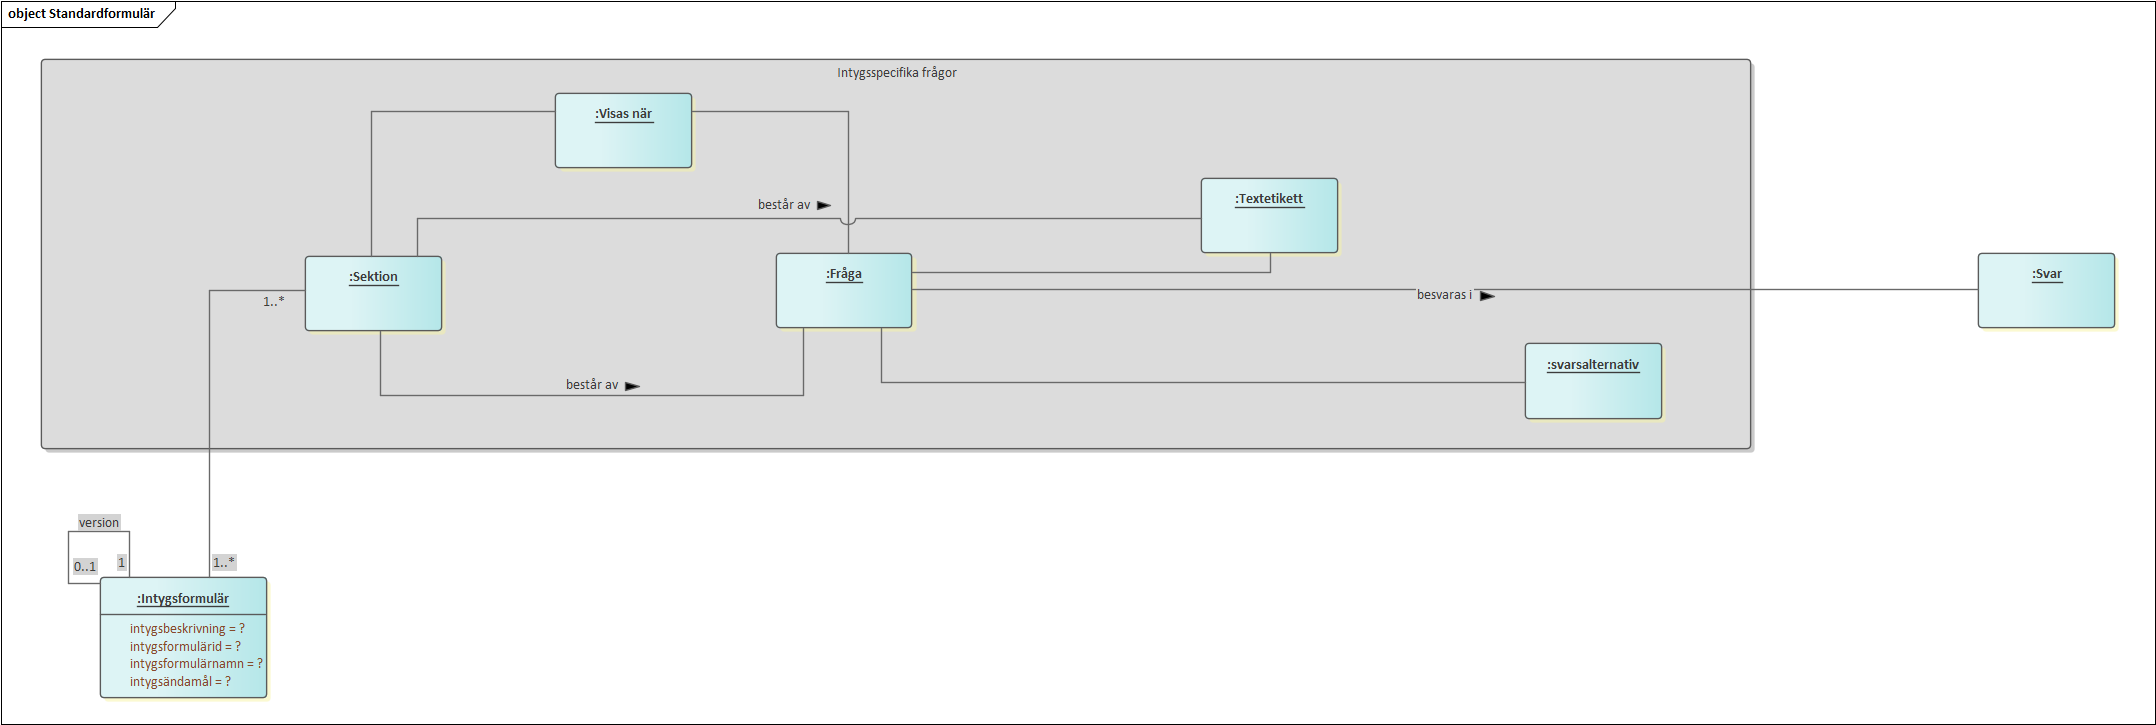 object Standardformulär
Intygsspecifika frågor
:Visas när
:Textetikett
består av
:Sektion
:Fråga
:Svar
besvaras i
1..*
:svarsalternativ
består av
version
0..1
1
1..*
:Intygsformulär
intygsbeskrivning = ?
intygsformulärid = ?
intygsformulärnamn = ?
intygsändamål = ?